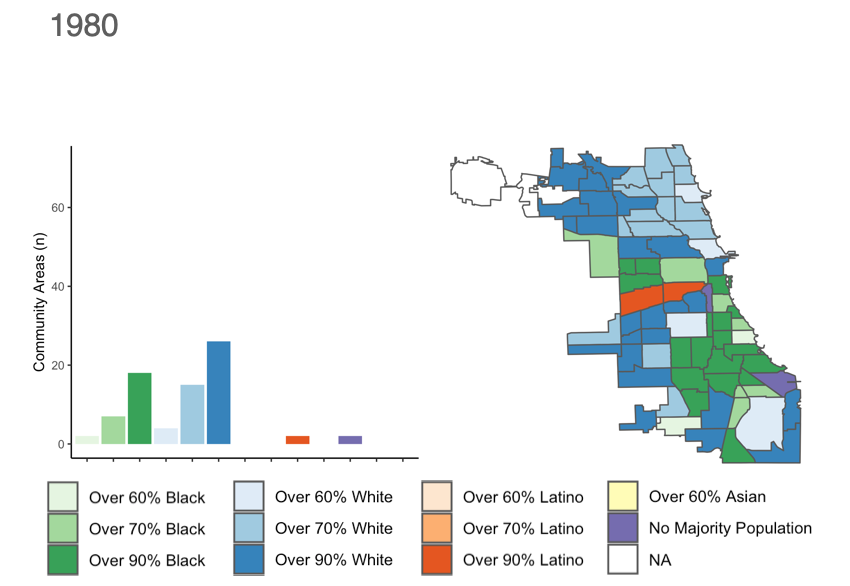 1980
Community Areas (n)
60
40
20
0
Over 60% Black
Over 60% White
Over 60% Latino
Over 60% Asian
Over 70% Black
Over 70% White
Over 70% Latino
No Majority Population
Over 90% Black
Over 90% White
Over 90% Latino
NA